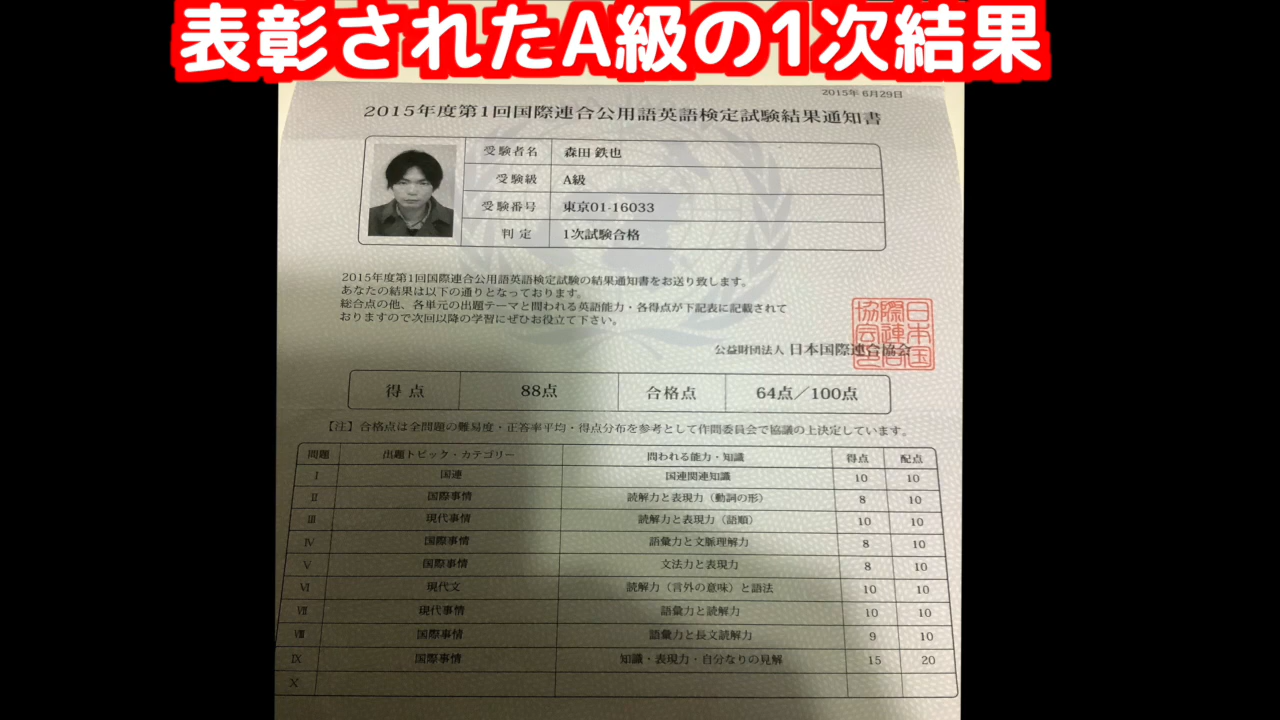 表彰されたA級の1次結果
2015年 6月29日
2015年度第1回国際連合公用語英語検定試験結果通知書
受験者名 森田 鉄也
受験級 A級
受験番号 東京01-16033
判定 1次試験合格
2015年度第1回国際連合公用語英語検定試験の結果通知書をお送り致します。
あなたの結果は以下の通りとなっております。
総合点の他、各単元の出題テーマと問われる英語能力・各得点が下記表に記載されて
おりますので次回以降の学習にぜひお役立て下さい。
公益財団法人 日本国際連合協会
日本国際連合協会之印
得点 88点 合格点 64点／100点
【注】合格点は全問題の難易度・正答率平均・得点分布を参考として作問委員会で協議の上決定しています。
問題 出題トピック・カテゴリー 問われる能力・知識 得点 配点
Ⅰ 国連 国連関連知識 10 10
Ⅱ 国際事情 読解力と表現力（動詞の形） 8 10
Ⅲ 現代事情 読解力と表現力（語順） 10 10
Ⅳ 国際事情 語彙力と文脈理解力 8 10
Ⅴ 国際事情 文法力と表現力 8 10
Ⅵ 現代文 読解力（言外の意味）と語法 10 10
Ⅶ 現代事情 語彙力と読解力 10 10
Ⅷ 国際事情 語彙力と長文読解力 9 10
Ⅸ 国際事情 知識・表現力・自分なりの見解 15 20
Ⅹ